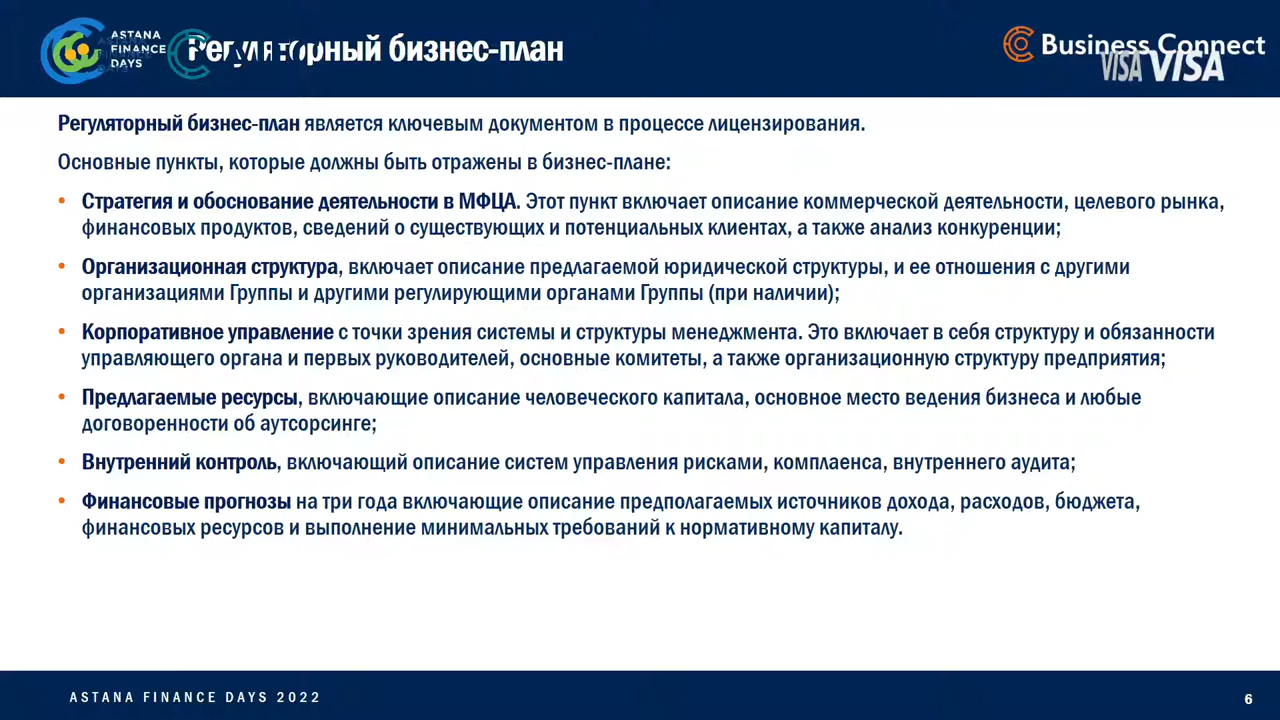 ASTANA
FINANCE
DAYS
Регуляторный бизнес-план
Business Connect
VISA VISA
Регуляторный бизнес-план является ключевым документом в процессе лицензирования.
Основные пункты, которые должны быть отражены в бизнес-плане:
• Стратегия и обоснование деятельности в МФЦА. Этот пункт включает описание коммерческой деятельности, целевого рынка,
финансовых продуктов, сведений о существующих и потенциальных клиентах, а также анализ конкуренции;
• Организационная структура, включает описание предлагаемой юридической структуры, и ее отношения с другими
организациями Группы и другими регулирующими органами Группы (при наличии);
• Корпоративное управление с точки зрения системы и структуры менеджмента. Это включает в себя структуру и обязанности
управляющего органа и первых руководителей, основные комитеты, а также организационную структуру предприятия;
• Предлагаемые ресурсы, включающие описание человеческого капитала, основное место ведения бизнеса и любые
договоренности об аутсорсинге;
• Внутренний контроль, включающий описание систем управления рисками, комплаенса, внутреннего аудита;
• Финансовые прогнозы на три года включающие описание предполагаемых источников дохода, расходов, бюджета,
финансовых ресурсов и выполнение минимальных требований к нормативному капиталу.
ASTANA FINANCE DAYS 2022
6